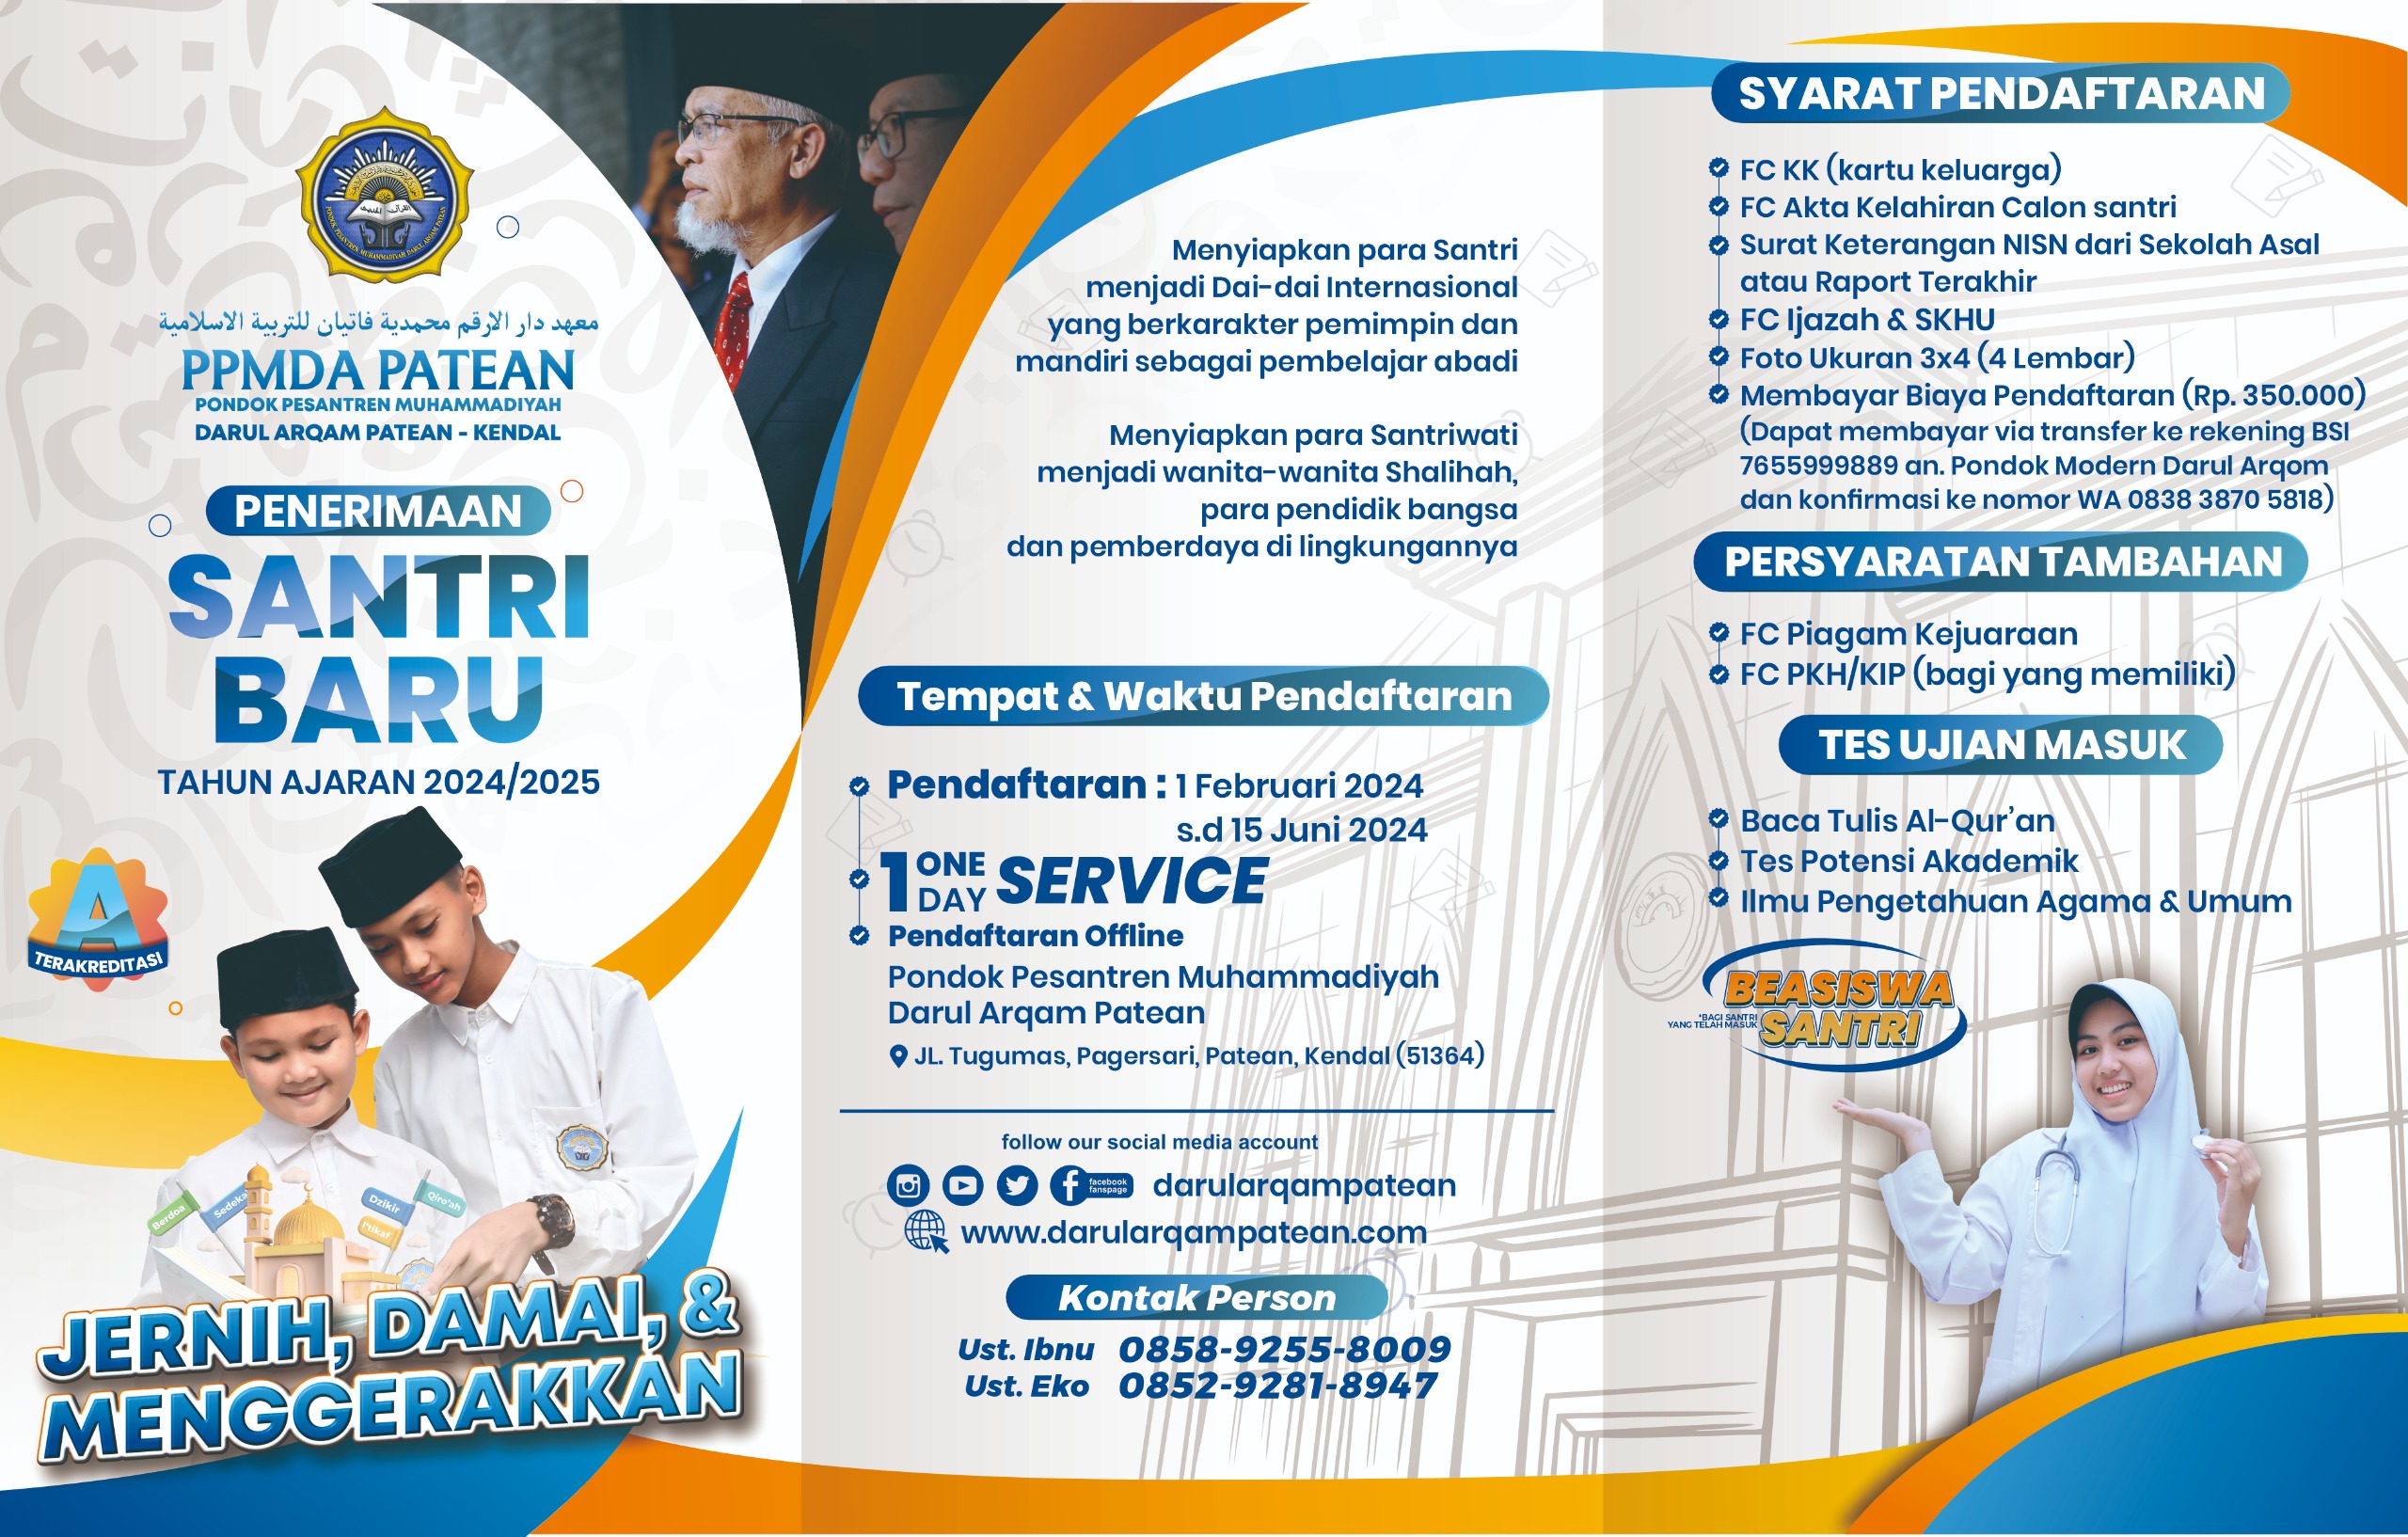 معهد دار الارقم محمدية فاتيان للتربية الاسلامية
PPMDA PATEAN
PONDOK PESANTREN MUHAMMADIYAH
DARUL ARQAM PATEAN - KENDAL
PENERIMAAN
SANTRI
BARU
TAHUN AJARAN 2024/2025
A
TERAKREDITASI
Berdoa
Sedeka
Dzikir
Qiro'ah
I'tikaf
JERNIH, DAMAI, &
MENGGERAKKAN
Menyiapkan para Santri
menjadi Dai-dai Internasional
yang berkarakter pemimpin dan
mandiri sebagai pembelajar abadi
Menyiapkan para Santriwati
menjadi wanita-wanita Shalihah,
para pendidik bangsa
dan pemberdaya di lingkungannya
Tempat & Waktu Pendaftaran
Pendaftaran : 1 Februari 2024
s.d 15 Juni 2024
1 ONE DAY SERVICE
Pendaftaran Offline
Pondok Pesantren Muhammadiyah
Darul Arqam Patean
JL. Tugumas, Pagersari, Patean, Kendal (51364)
follow our social media account
facebook fanspage darularqampatean
www.darularqampatean.com
Kontak Person
Ust. Ibnu 0858-9255-8009
Ust. Eko 0852-9281-8947
SYARAT PENDAFTARAN
FC KK (kartu keluarga)
FC Akta Kelahiran Calon santri
Surat Keterangan NISN dari Sekolah Asal
atau Raport Terakhir
FC Ijazah & SKHU
Foto Ukuran 3x4 (4 Lembar)
Membayar Biaya Pendaftaran (Rp. 350.000)
(Dapat membayar via transfer ke rekening BSI
7655999889 an. Pondok Modern Darul Arqom
dan konfirmasi ke nomor WA 0838 3870 5818)
PERSYARATAN TAMBAHAN
FC Piagam Kejuaraan
FC PKH/KIP (bagi yang memiliki)
TES UJIAN MASUK
Baca Tulis Al-Qur'an
Tes Potensi Akademik
Ilmu Pengetahuan Agama & Umum
BEASISWA
SANTRI
*BAGI SANTRI
YANG TELAH MASUK